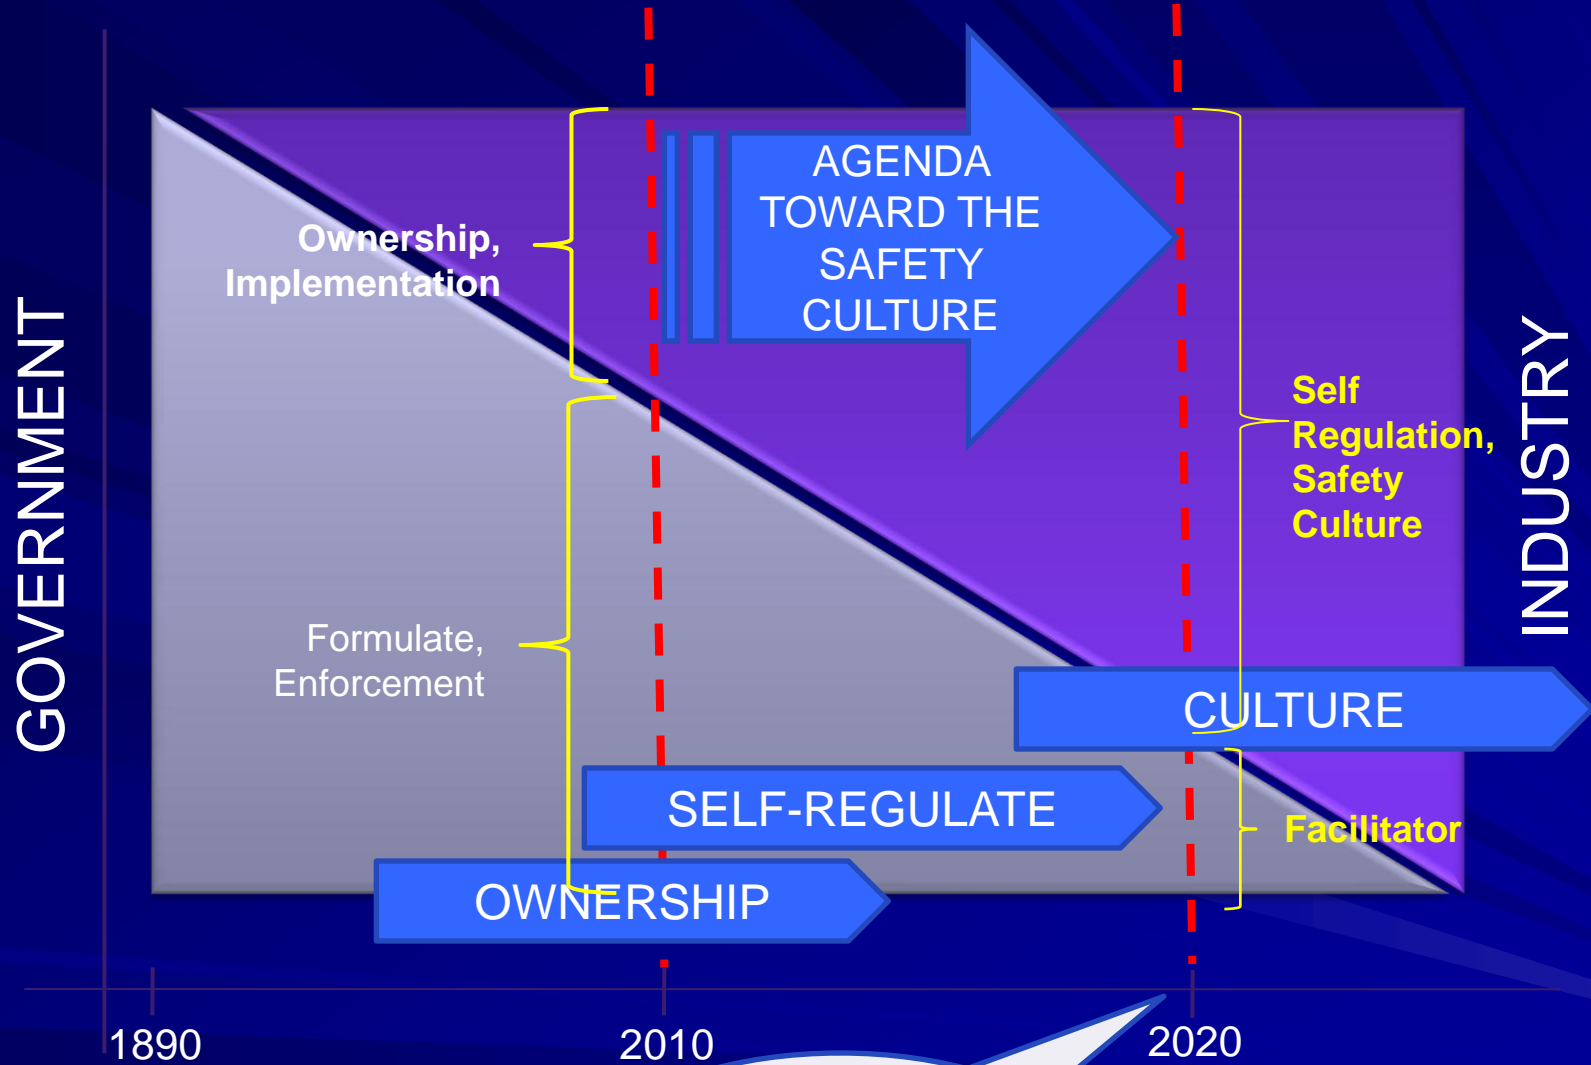 GOVERNMENT
Ownership,
Implementation
Formulate,
Enforcement
AGENDA
TOWARD THE
SAFETY
CULTURE
Self
Regulation,
Safety
Culture
INDUSTRY
CULTURE
SELF-REGULATE
Facilitator
OWNERSHIP
1890
2010
2020